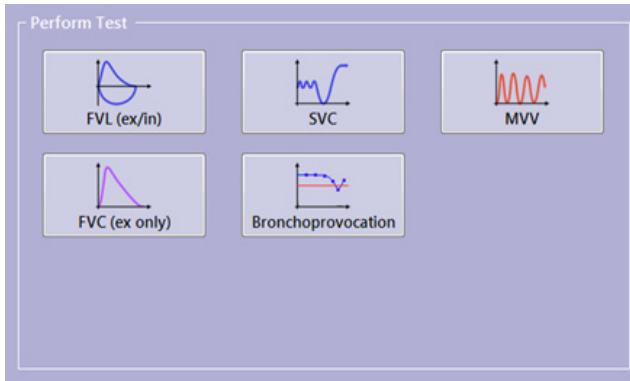 Perform Test
FVL (ex/in)
SVC
MVV
FVC (ex only)
Bronchoprovocation